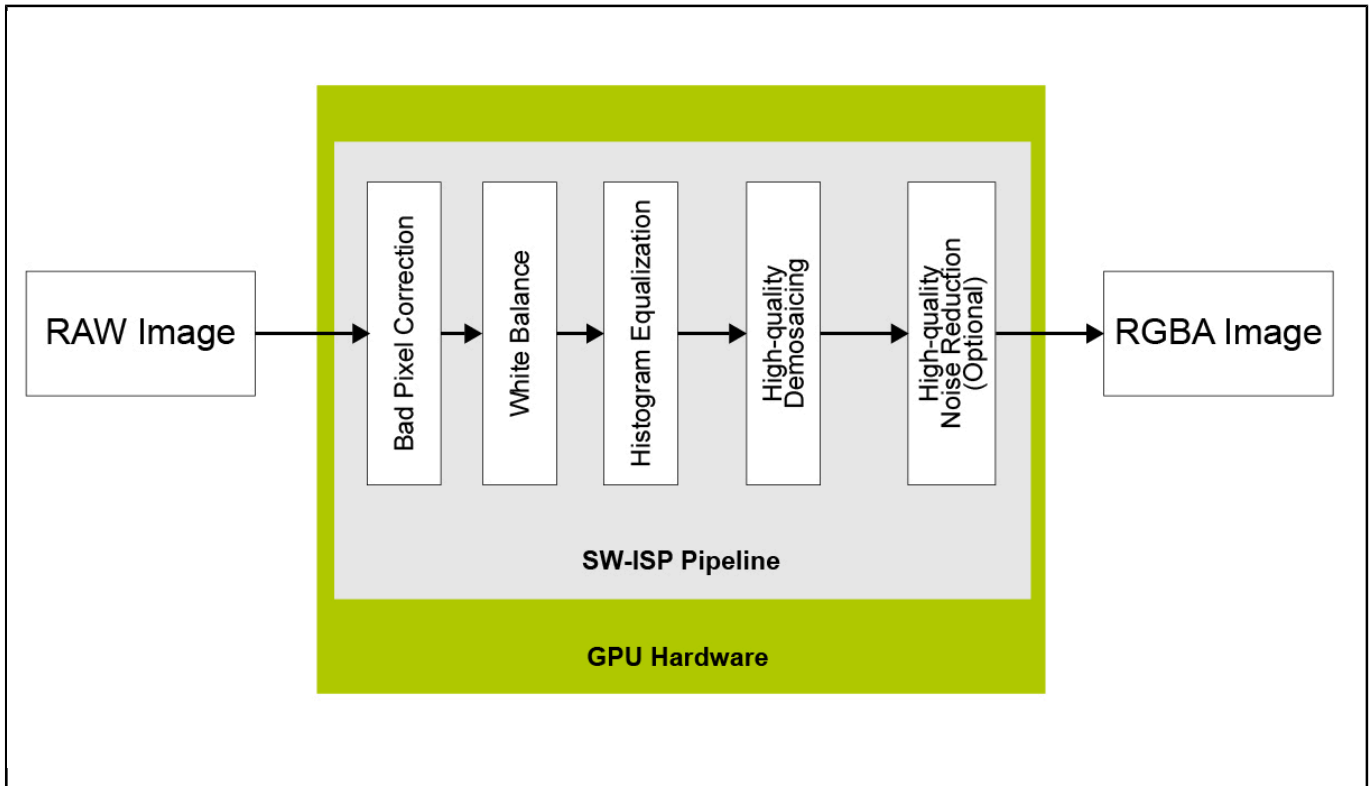 RAW Image
Bad Pixel Correction
White Balance
Histogram Equalization
High-quality
Demosaicing
High-quality
Noise Reduction
(Optional)
RGBA Image
SW-ISP Pipeline
GPU Hardware